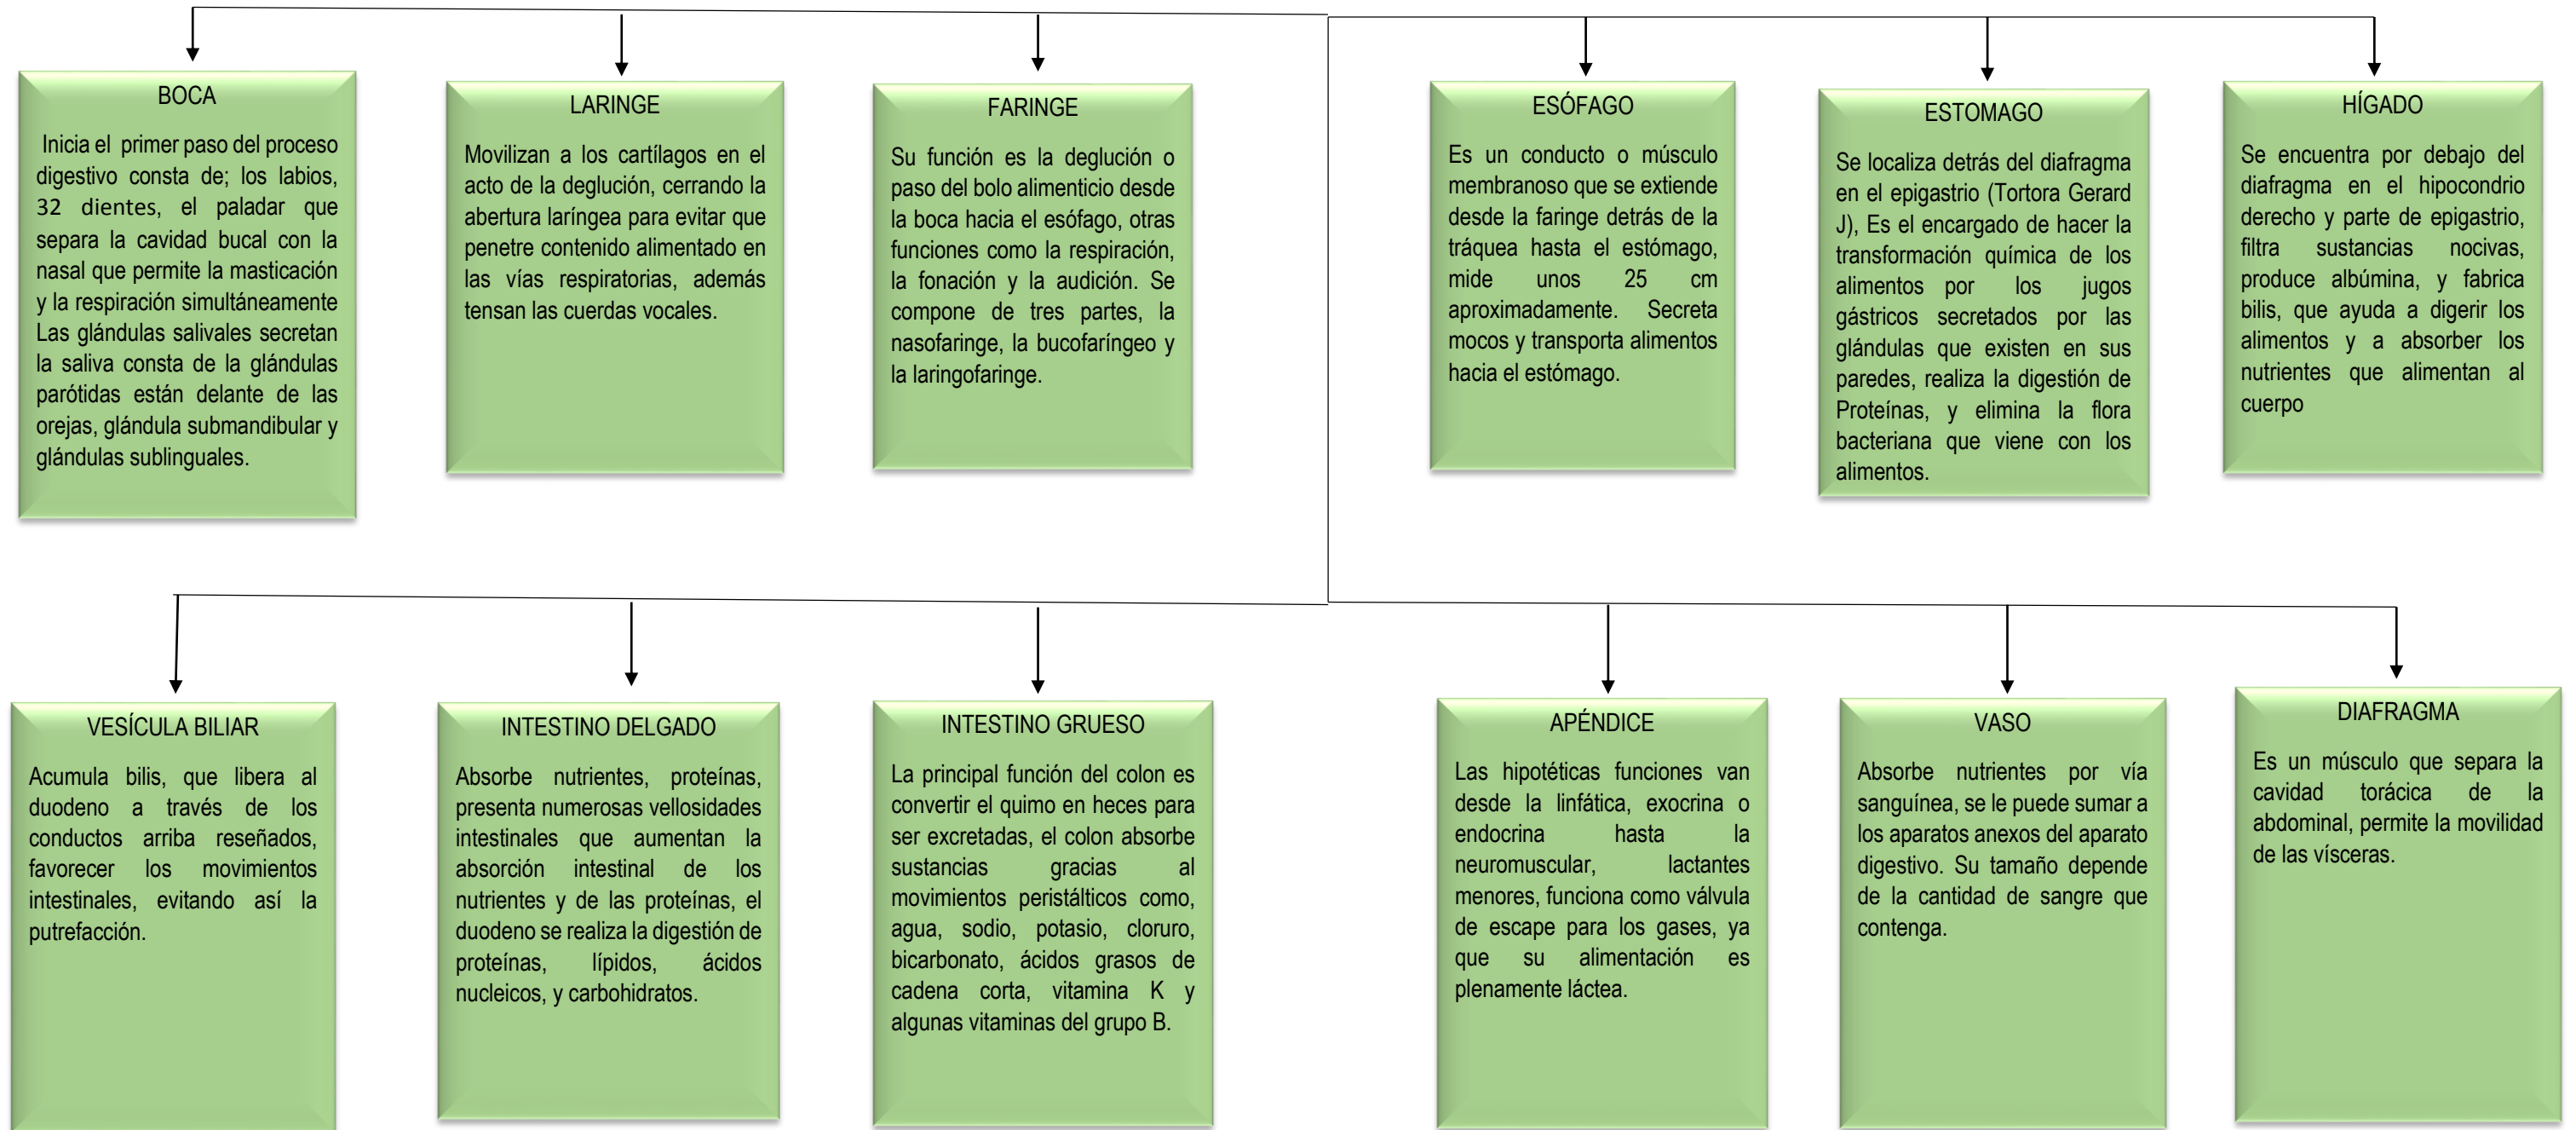 BOCA
Inicia el primer paso del proceso
digestivo consta de; los labios,
32 dientes, el paladar que
separa la cavidad bucal con la
nasal que permite la masticación
y la respiración simultáneamente
Las glándulas salivales secretan
la saliva consta de la glándulas
parótidas están delante de las
orejas, glándula submandibular y
glándulas sublinguales.
LARINGE
Movilizan a los cartílagos en el
acto de la deglución, cerrando la
abertura laríngea para evitar que
penetre contenido alimentado en
las vías respiratorias, además
tensan las cuerdas vocales.
FARINGE
Su función es la deglución o
paso del bolo alimenticio desde
la boca hacia el esófago, otras
funciones como la respiración,
la fonación y la audición. Se
compone de tres partes, la
nasofaringe, la bucofaríngeo y
la laringofaringe.
ESÓFAGO
Es un conducto o músculo
membranoso que se extiende
desde la faringe detrás de la
tráquea hasta el estómago,
mide unos 25 cm
aproximadamente. Secreta
mocos y transporta alimentos
hacia el estómago.
ESTOMAGO
Se localiza detrás del diafragma
en el epigastrio (Tortora Gerard
J), Es el encargado de hacer la
transformación química de los
alimentos por los jugos
gástricos secretados por las
glándulas que existen en sus
paredes, realiza la digestión de
Proteínas, y elimina la flora
bacteriana que viene con los
alimentos.
HÍGADO
Se encuentra por debajo del
diafragma en el hipocondrio
derecho y parte de epigastrio,
filtra sustancias nocivas,
produce albúmina, y fabrica
bilis, que ayuda a digerir los
alimentos y a absorber los
nutrientes que alimentan al
cuerpo
VESÍCULA BILIAR
Acumula bilis, que libera al
duodeno a través de los
conductos arriba reseñados,
favorecer los movimientos
intestinales, evitando así la
putrefacción.
INTESTINO DELGADO
Absorbe nutrientes, proteínas,
presenta numerosas vellosidades
intestinales que aumentan la
absorción intestinal de los
nutrientes y de las proteínas, el
duodeno se realiza la digestión de
proteínas, lípidos, ácidos
nucleicos, y carbohidratos.
INTESTINO GRUESO
La principal función del colon es
convertir el quimo en heces para
ser excretadas, el colon absorbe
sustancias gracias al
movimientos peristálticos como,
agua, sodio, potasio, cloruro,
bicarbonato, ácidos grasos de
cadena corta, vitamina K y
algunas vitaminas del grupo B.
APÉNDICE
Las hipotéticas funciones van
desde la linfática, exocrina o
endocrina hasta la
neuromuscular, lactantes
menores, funciona como válvula
de escape para los gases, ya
que su alimentación es
plenamente láctea.
VASO
Absorbe nutrientes por vía
sanguínea, se le puede sumar a
los aparatos anexos del aparato
digestivo. Su tamaño depende
de la cantidad de sangre que
contenga.
DIAFRAGMA
Es un músculo que separa la
cavidad torácica de la
abdominal, permite la movilidad
de las vísceras.